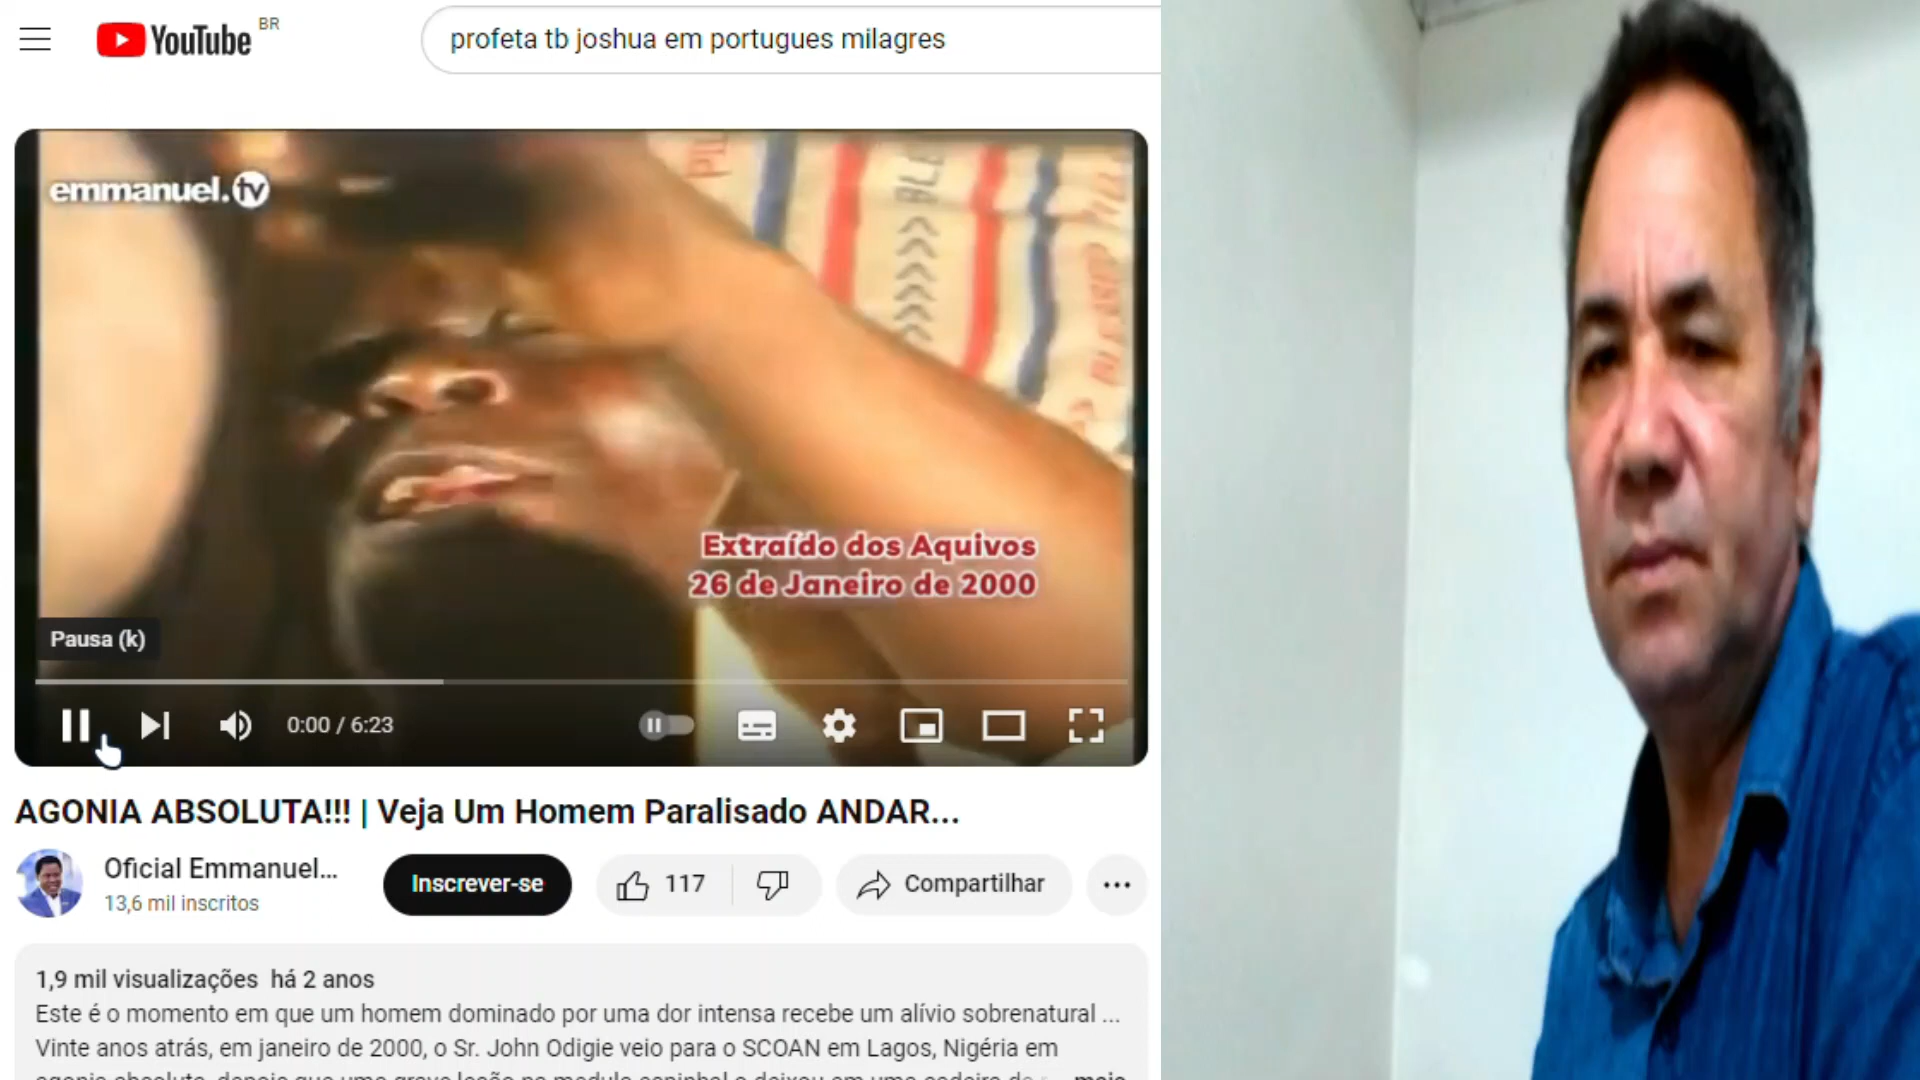 YouTube BR
profeta tb joshua em portugues milagres
emmanuel.tv
Extraído dos Aquivos
26 de Janeiro de 2000
Pausa (k)
0:00 / 6:23
AGONIA ABSOLUTA!!! | Veja Um Homem Paralisado ANDAR...
Oficial Emmanuel...
13,6 mil inscritos
Inscrever-se
117
Compartilhar
1,9 mil visualizações há 2 anos
Este é o momento em que um homem dominado por uma dor intensa recebe um alívio sobrenatural ...
Vinte anos atrás, em janeiro de 2000, o Sr. John Odigie veio para o SCOAN em Lagos, Nigéria em